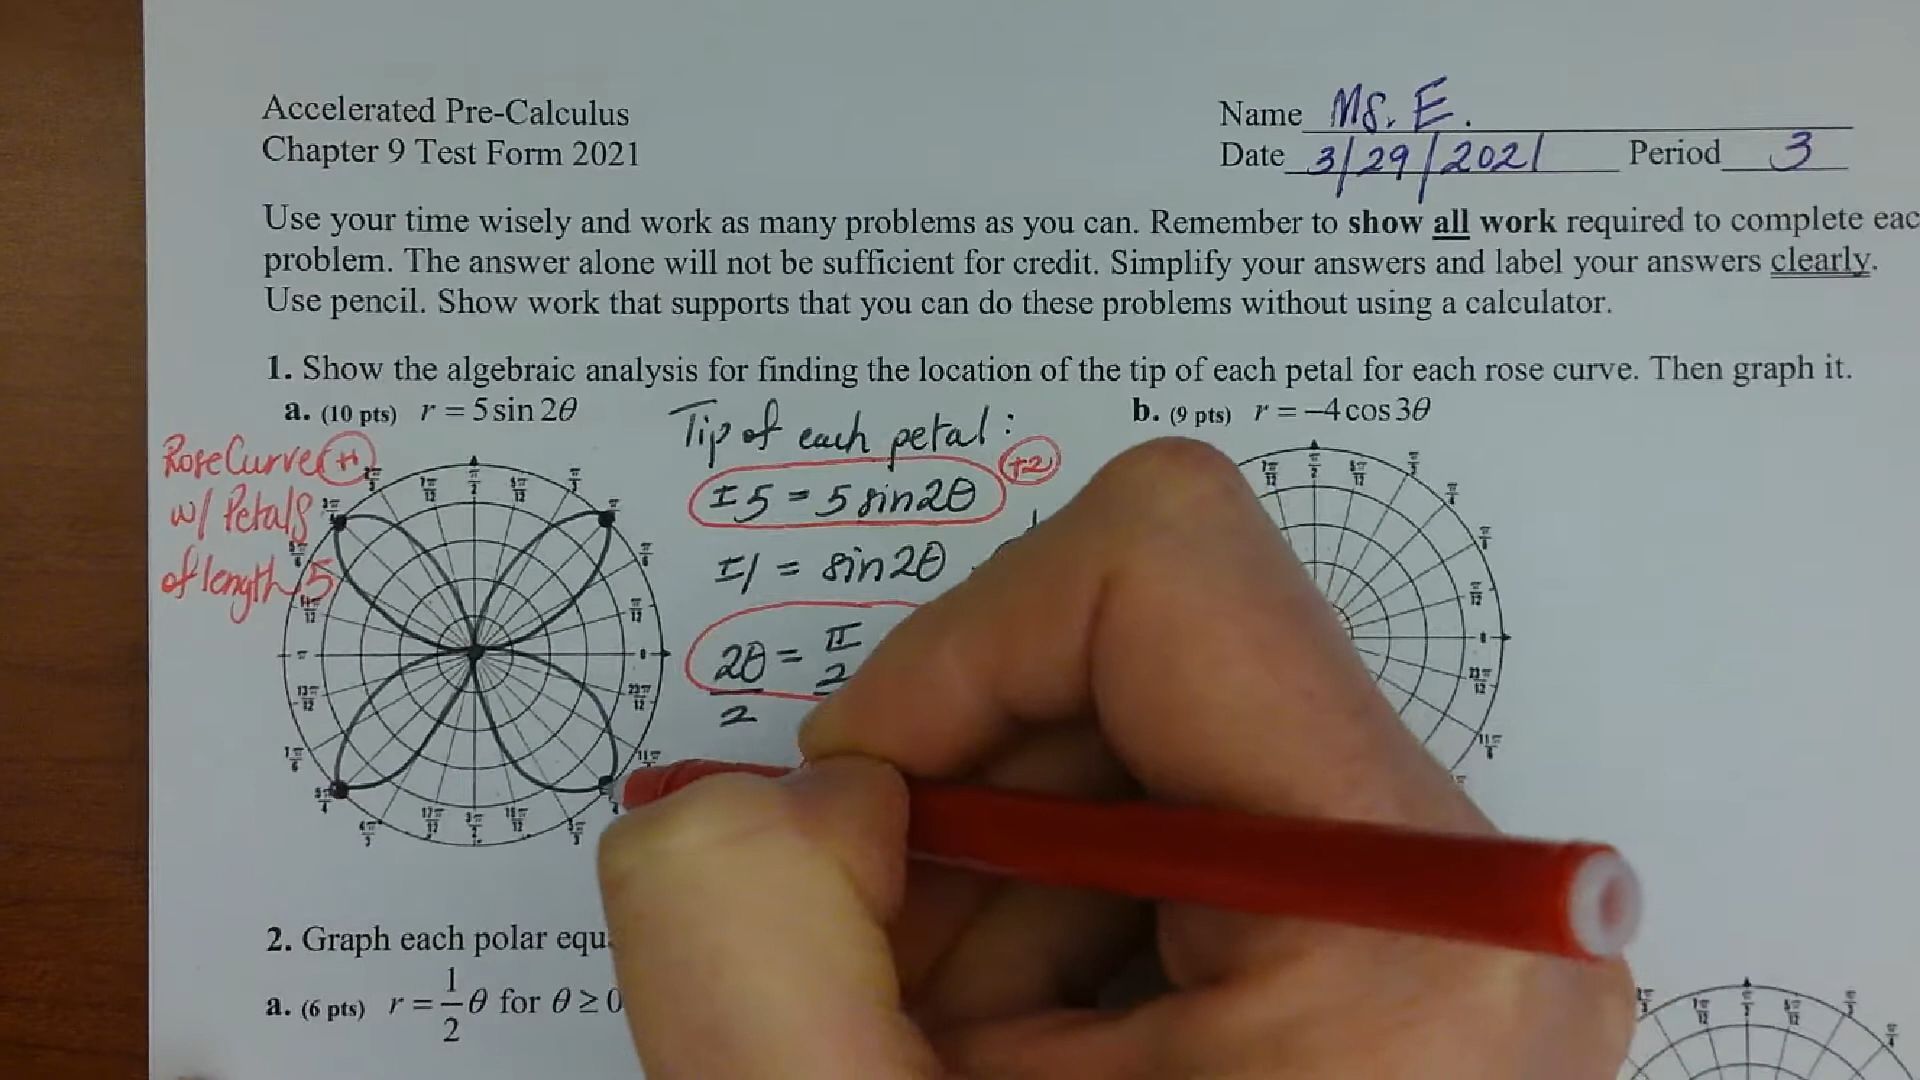 Accelerated Pre-Calculus
Chapter 9 Test Form 2021
Name Ms. E.
Date 3/29/2021 Period 3
Use your time wisely and work as many problems as you can. Remember to show all work required to complete eac
problem. The answer alone will not be sufficient for credit. Simplify your answers and label your answers clearly.
Use pencil. Show work that supports that you can do these problems without using a calculator.
1. Show the algebraic analysis for finding the location of the tip of each petal for each rose curve. Then graph it.
a. (10 pts) r = 5 sin 2θ
Rose Curve +1
w/ Petals
of length 5
Tip of each petal:
±5 = 5 sin2θ +2
±1 = sin2θ
2θ/2 = π/2
b. (9 pts) r = −4 cos 3θ
2. Graph each polar equ
a. (6 pts) r = 1/2 θ for θ ≥ 0